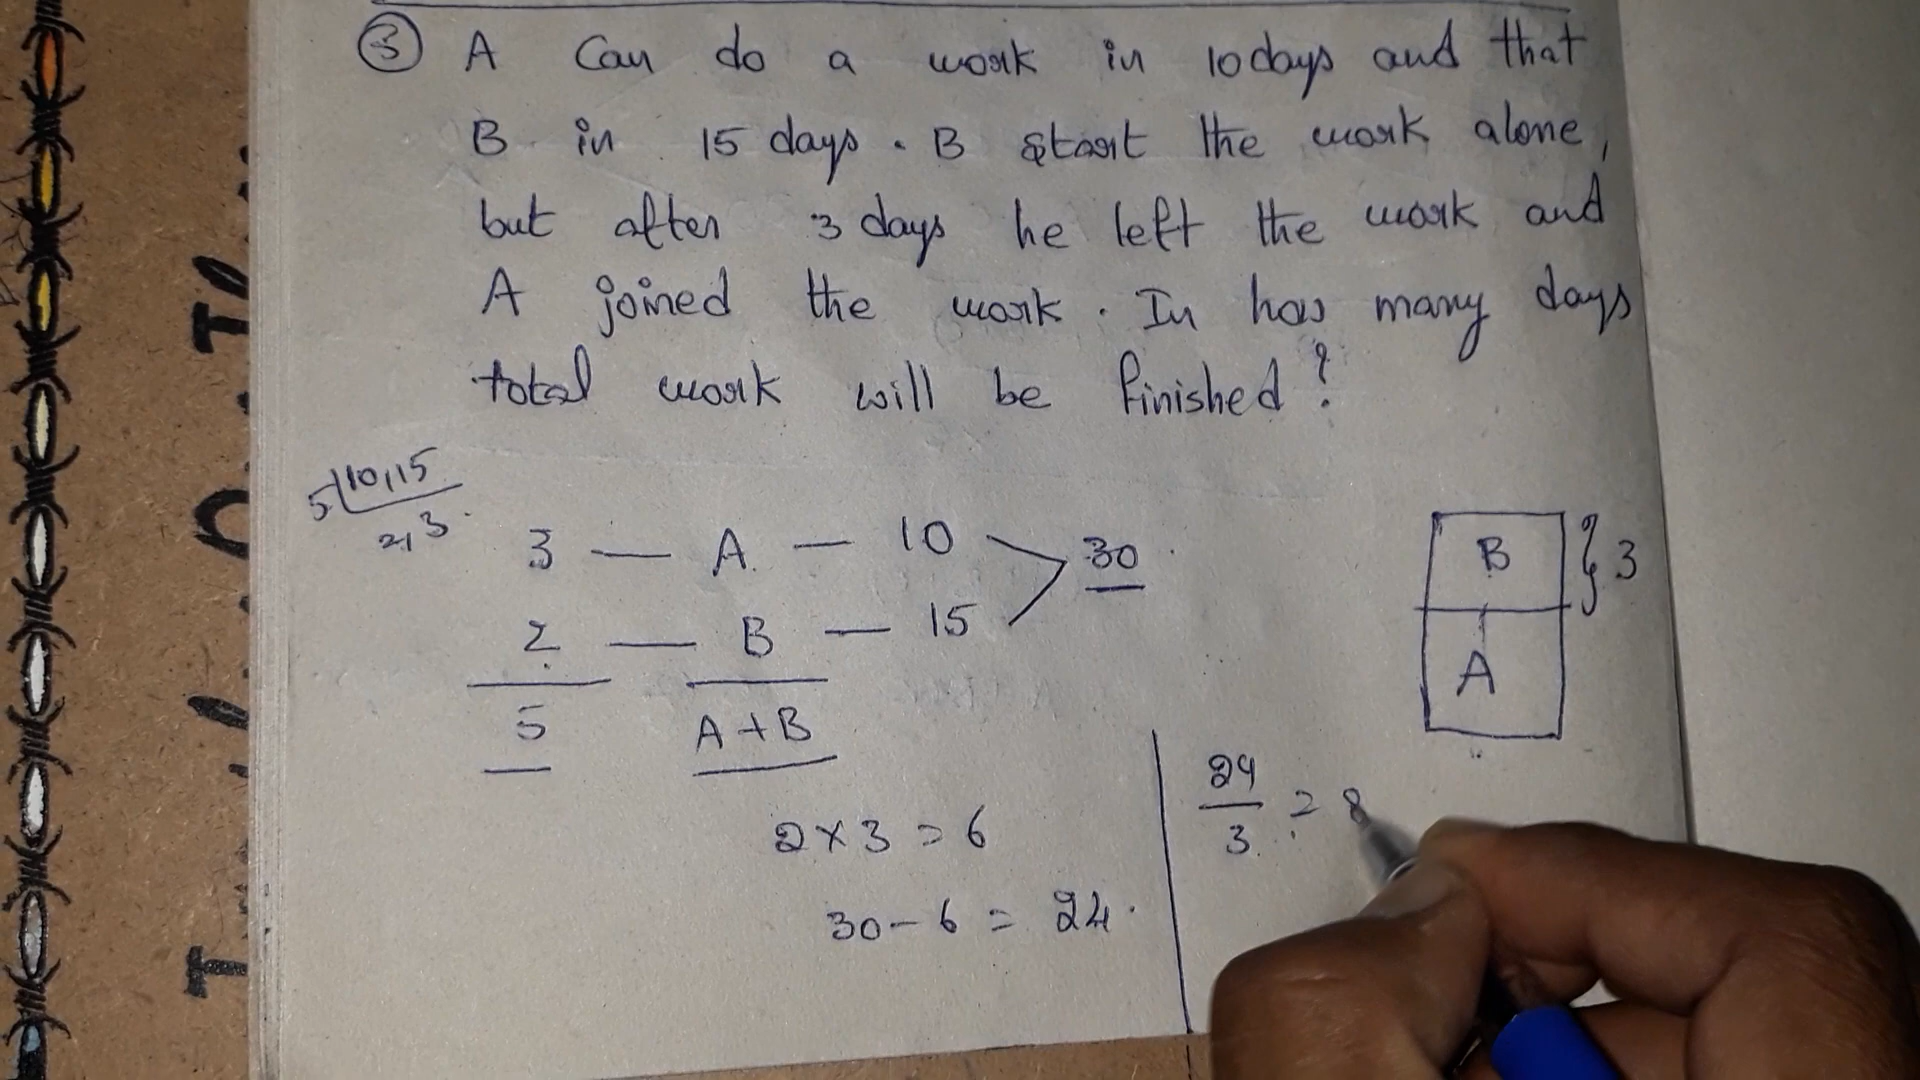 3 A Can do a work in 10days and that
B in 15 days. B start the work alone,
but after 3 days he left the work and
A joined the work. In how many days
total work will be finished?
5 10,15
2,3
3 — A — 10
30
2 — B — 15
5 A+B
2×3=6
30-6=24.
B 3
A
24
3 = 8